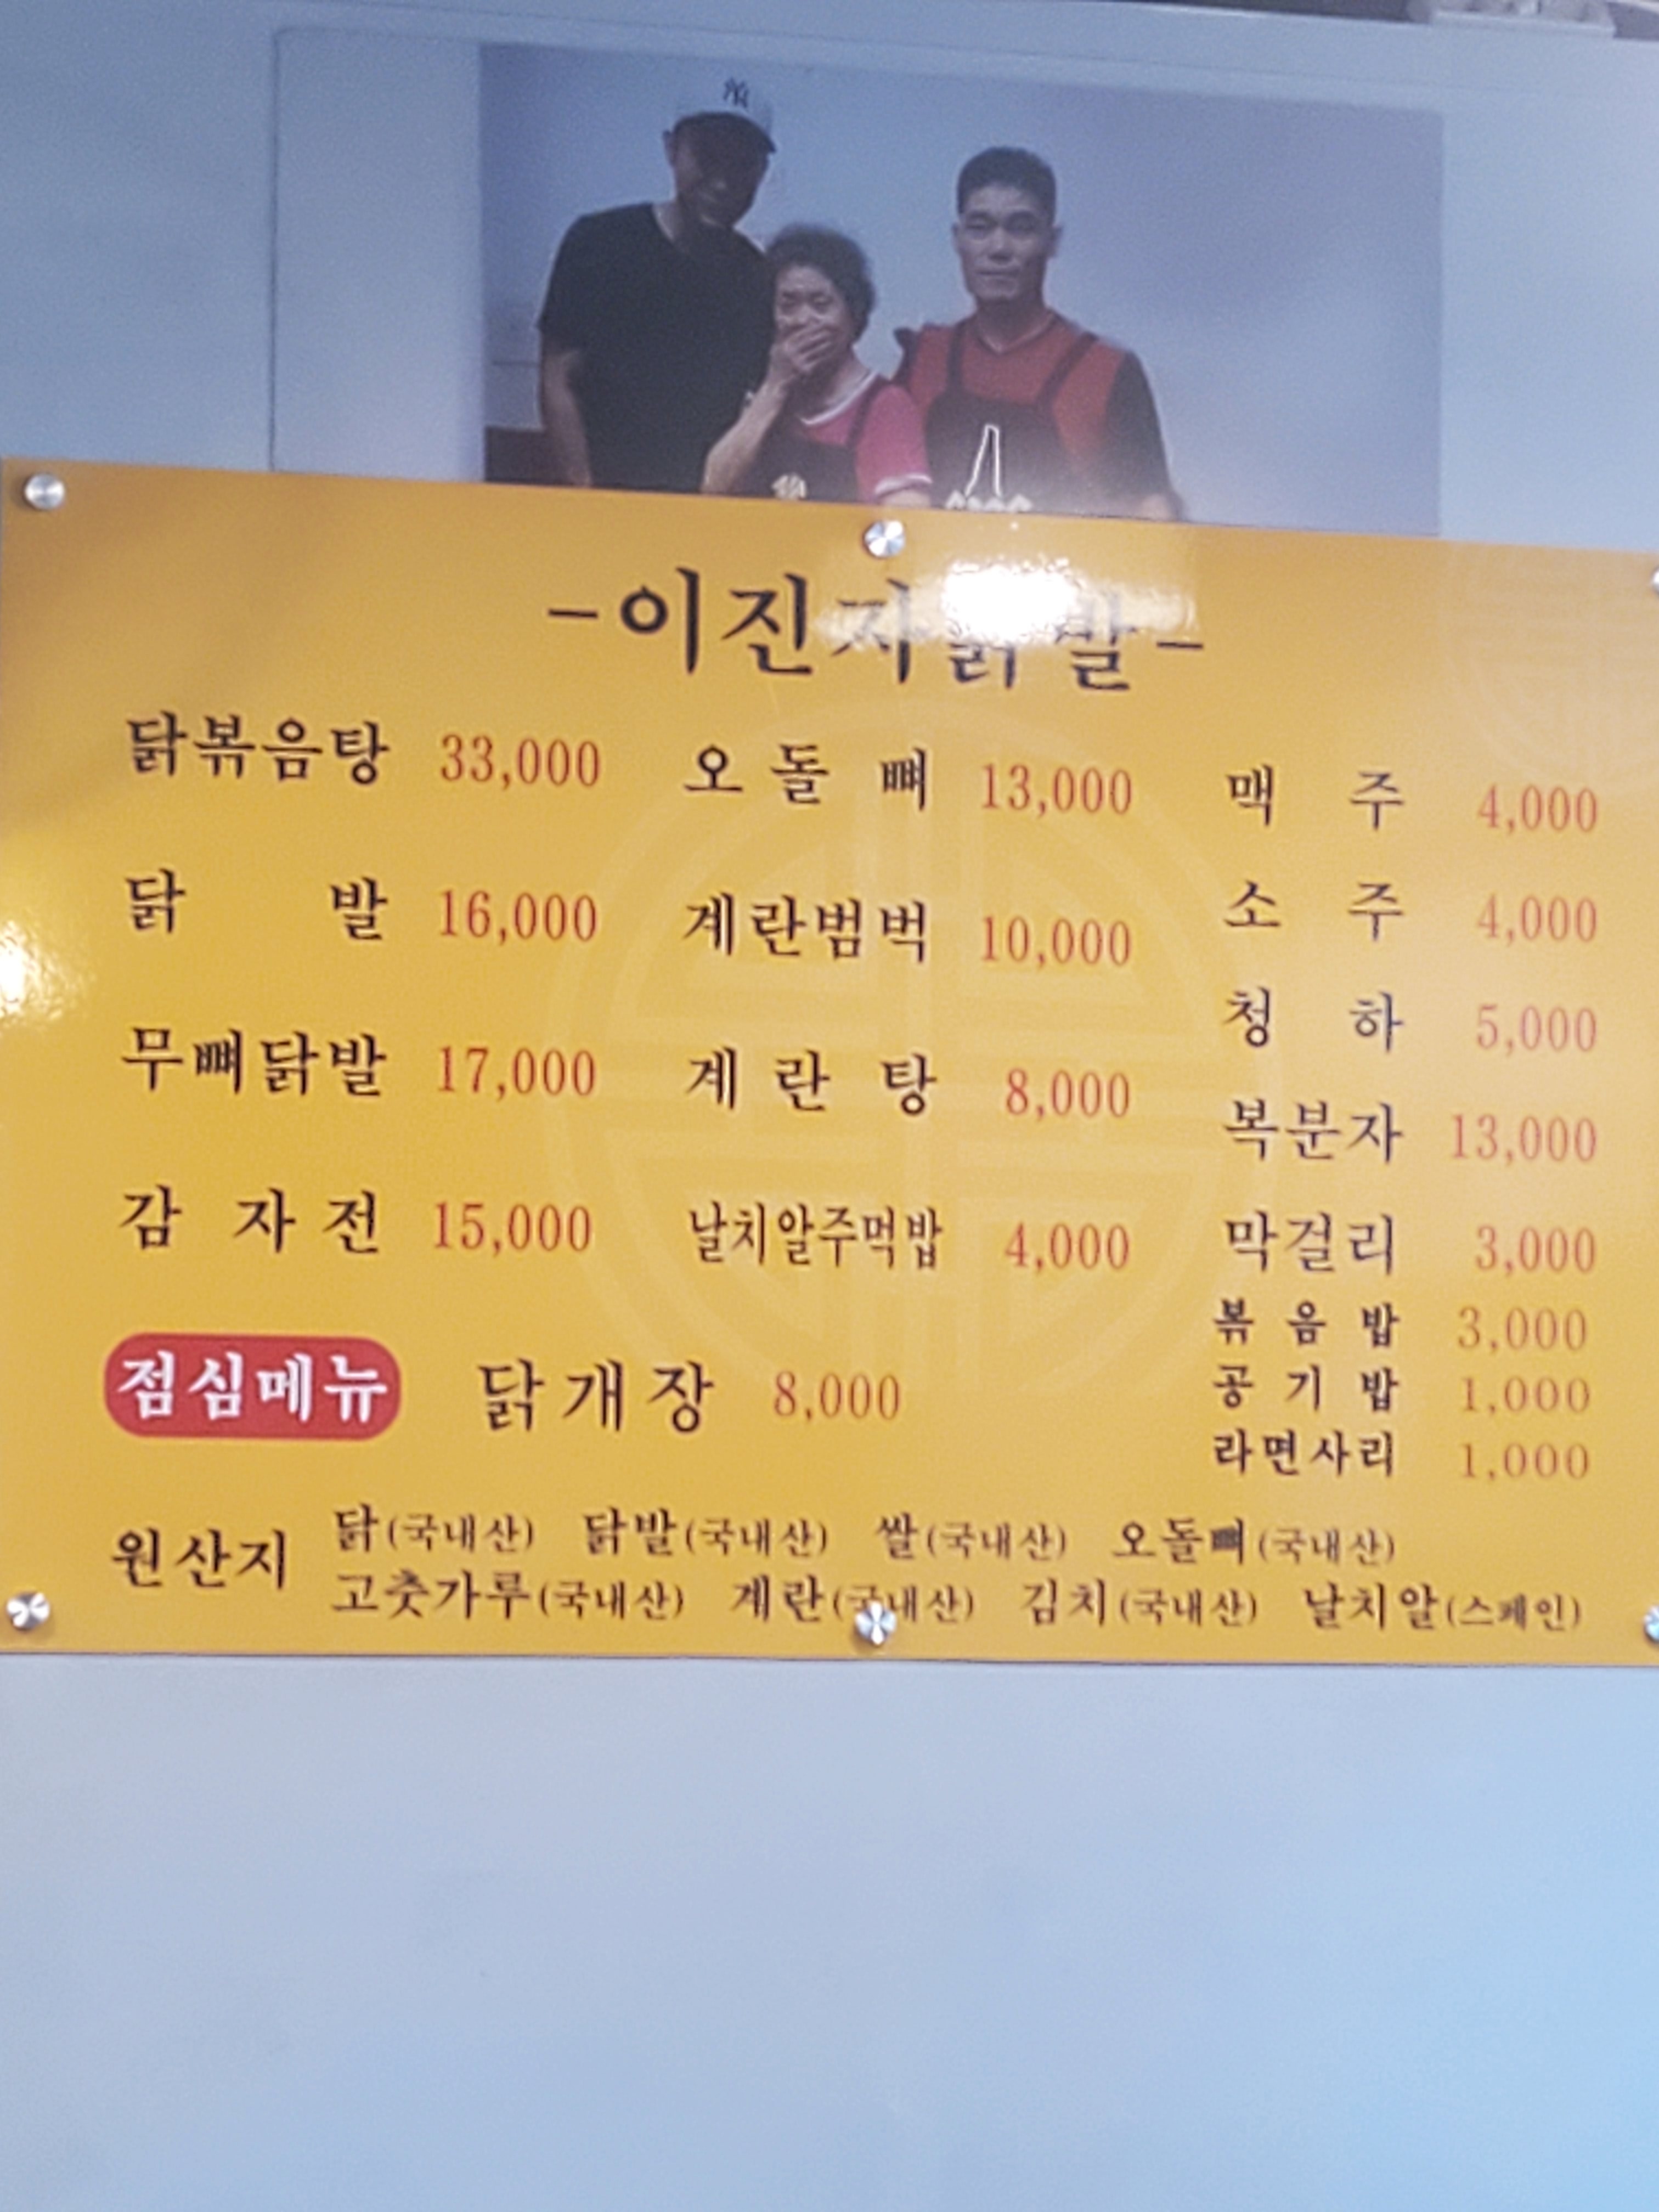 -이진자닭발-
닭볶음탕 33,000
닭발 16,000
무뼈닭발 17,000
감자전 15,000
오돌뼈 13,000
계란범벅 10,000
계란탕 8,000
날치알주먹밥 4,000
맥주 4,000
소주 4,000
청하 5,000
복분자 13,000
막걸리 3,000
볶음밥 3,000
공기밥 1,000
라면사리 1,000
점심메뉴 닭개장 8,000
원산지
닭(국내산) 닭발(국내산) 쌀(국내산) 오돌뼈(국내산)
고춧가루(국내산) 계란(국내산) 김치(국내산) 날치알(스페인)